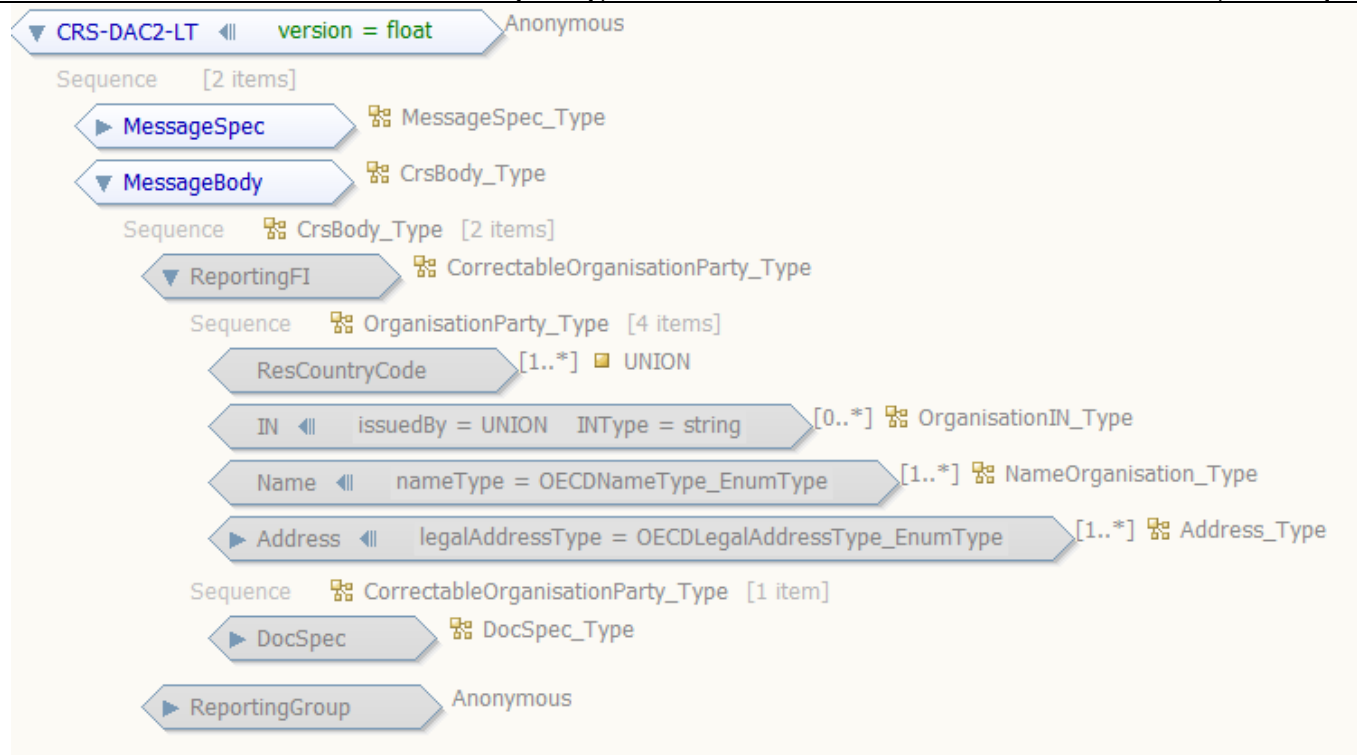 CRS-DAC2-LT version = float Anonymous
Sequence [2 items]
MessageSpec MessageSpec_Type
MessageBody CrsBody_Type
Sequence CrsBody_Type [2 items]
ReportingFI CorrectableOrganisationParty_Type
Sequence OrganisationParty_Type [4 items]
ResCountryCode [1..*] UNION
IN issuedBy = UNION INType = string [0..*] OrganisationIN_Type
Name nameType = OECDNameType_EnumType [1..*] NameOrganisation_Type
Address legalAddressType = OECDLegalAddressType_EnumType [1..*] Address_Type
Sequence CorrectableOrganisationParty_Type [1 item]
DocSpec DocSpec_Type
ReportingGroup Anonymous